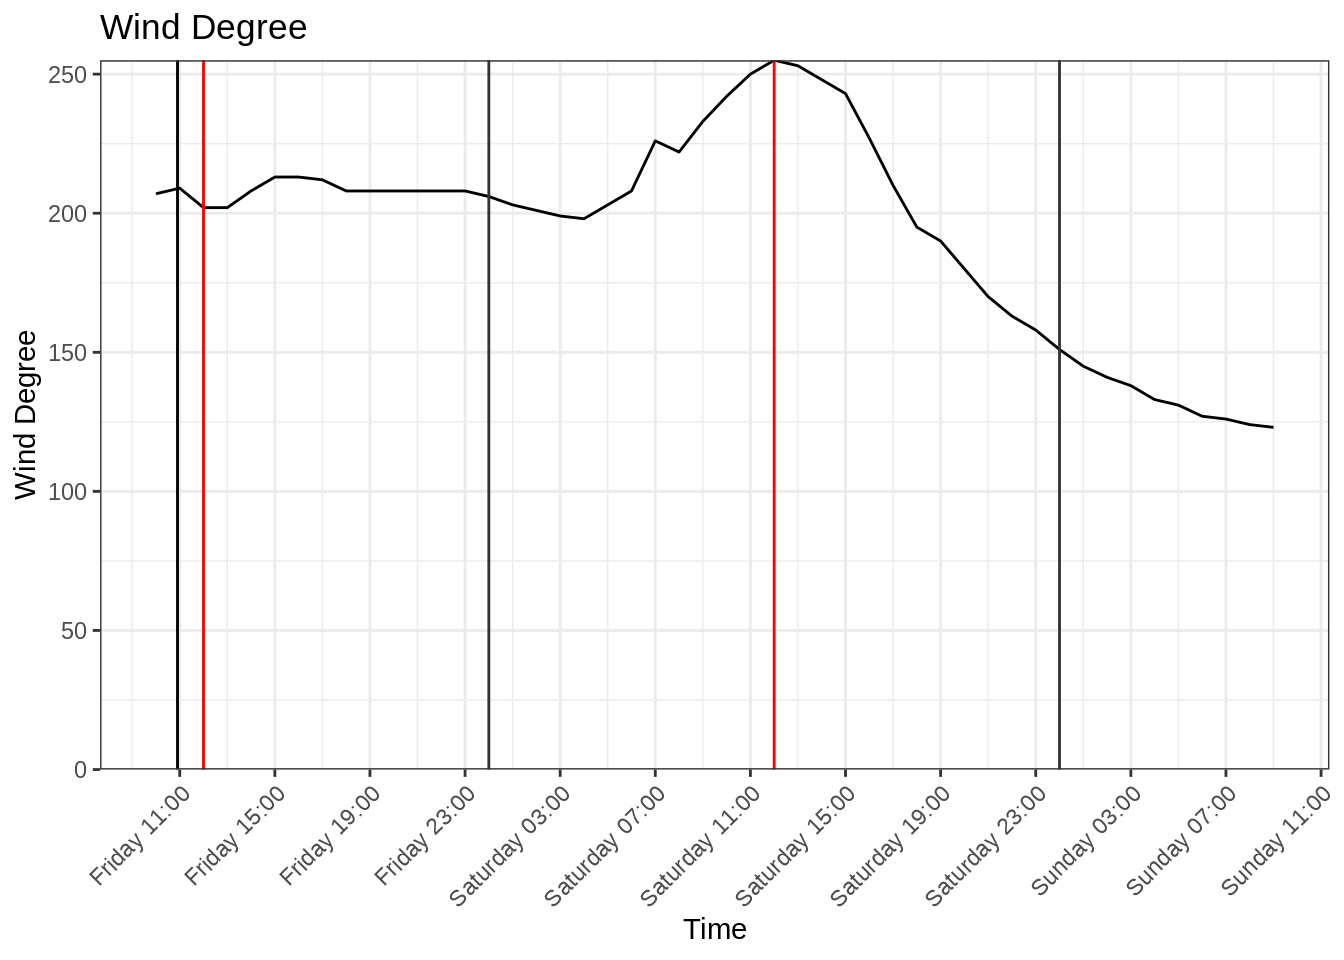 Wind Degree
Wind Degree
250
200
150
100
50
0
Friday 11:00
Friday 15:00
Friday 19:00
Friday 23:00
Saturday 03:00
Saturday 07:00
Saturday 11:00
Saturday 15:00
Saturday 19:00
Saturday 23:00
Sunday 03:00
Sunday 07:00
Sunday 11:00
Time